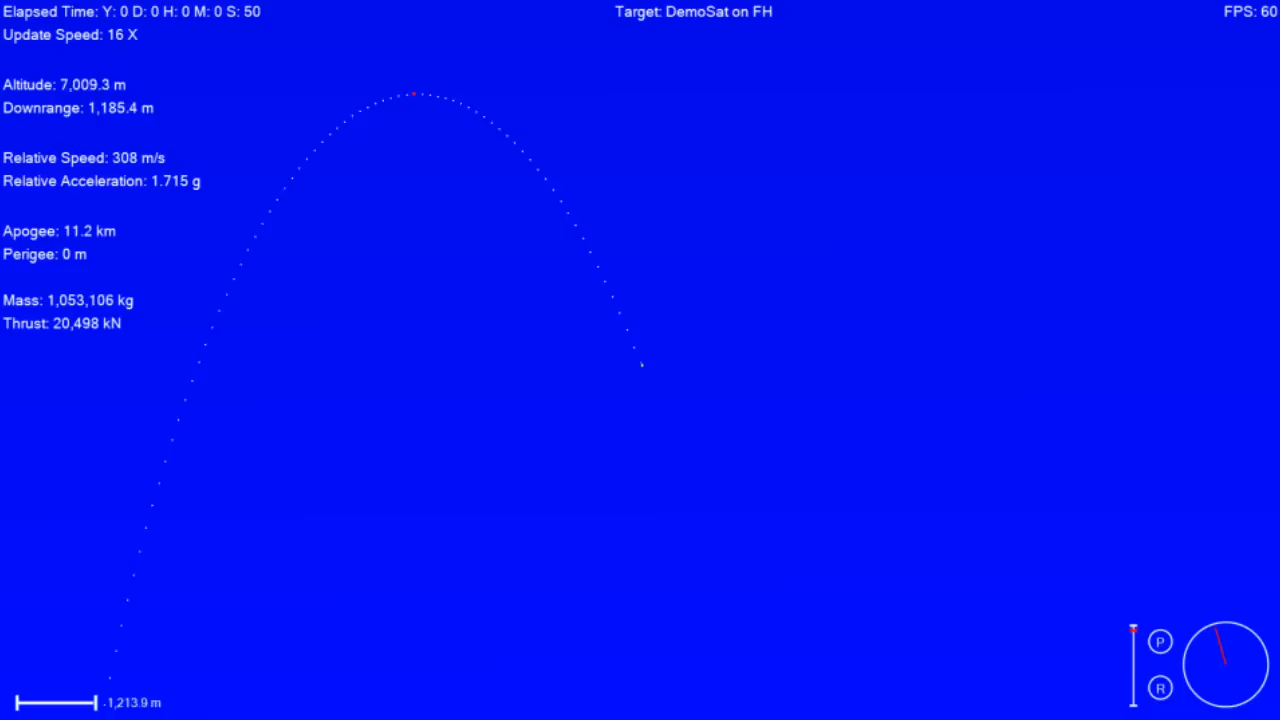 Elapsed Time: Y: 0 D: 0 H: 0 M: 0 S: 50
Target: DemoSat on FH
FPS: 60
Update Speed: 16 X
Altitude: 7,009.3 m
Downrange: 1,185.4 m
Relative Speed: 308 m/s
Relative Acceleration: 1.715 g
Apogee: 11.2 km
Perigee: 0 m
Mass: 1,053,106 kg
Thrust: 20,498 kN
P
R
1,213.9 m